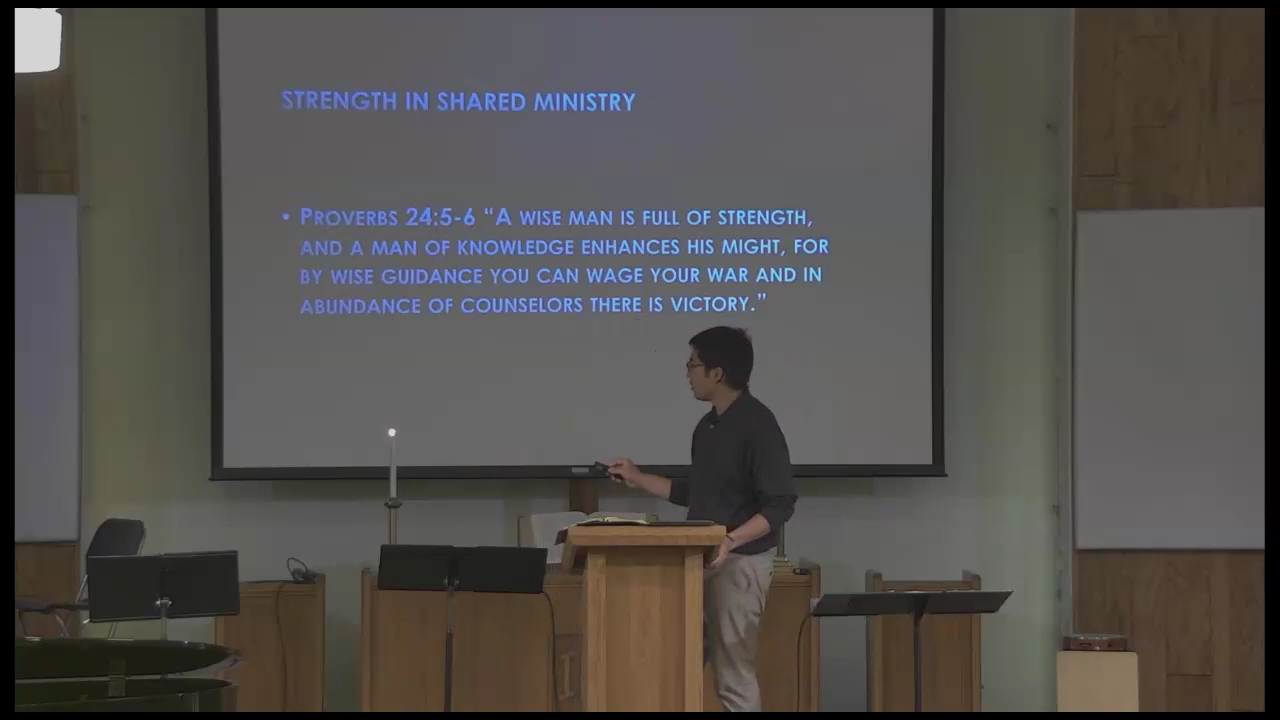 STRENGTH IN SHARED MINISTRY
• PROVERBS 24:5-6 “A WISE MAN IS FULL OF STRENGTH,
AND A MAN OF KNOWLEDGE ENHANCES HIS MIGHT, FOR
BY WISE GUIDANCE YOU CAN WAGE YOUR WAR AND IN
ABUNDANCE OF COUNSELORS THERE IS VICTORY.”